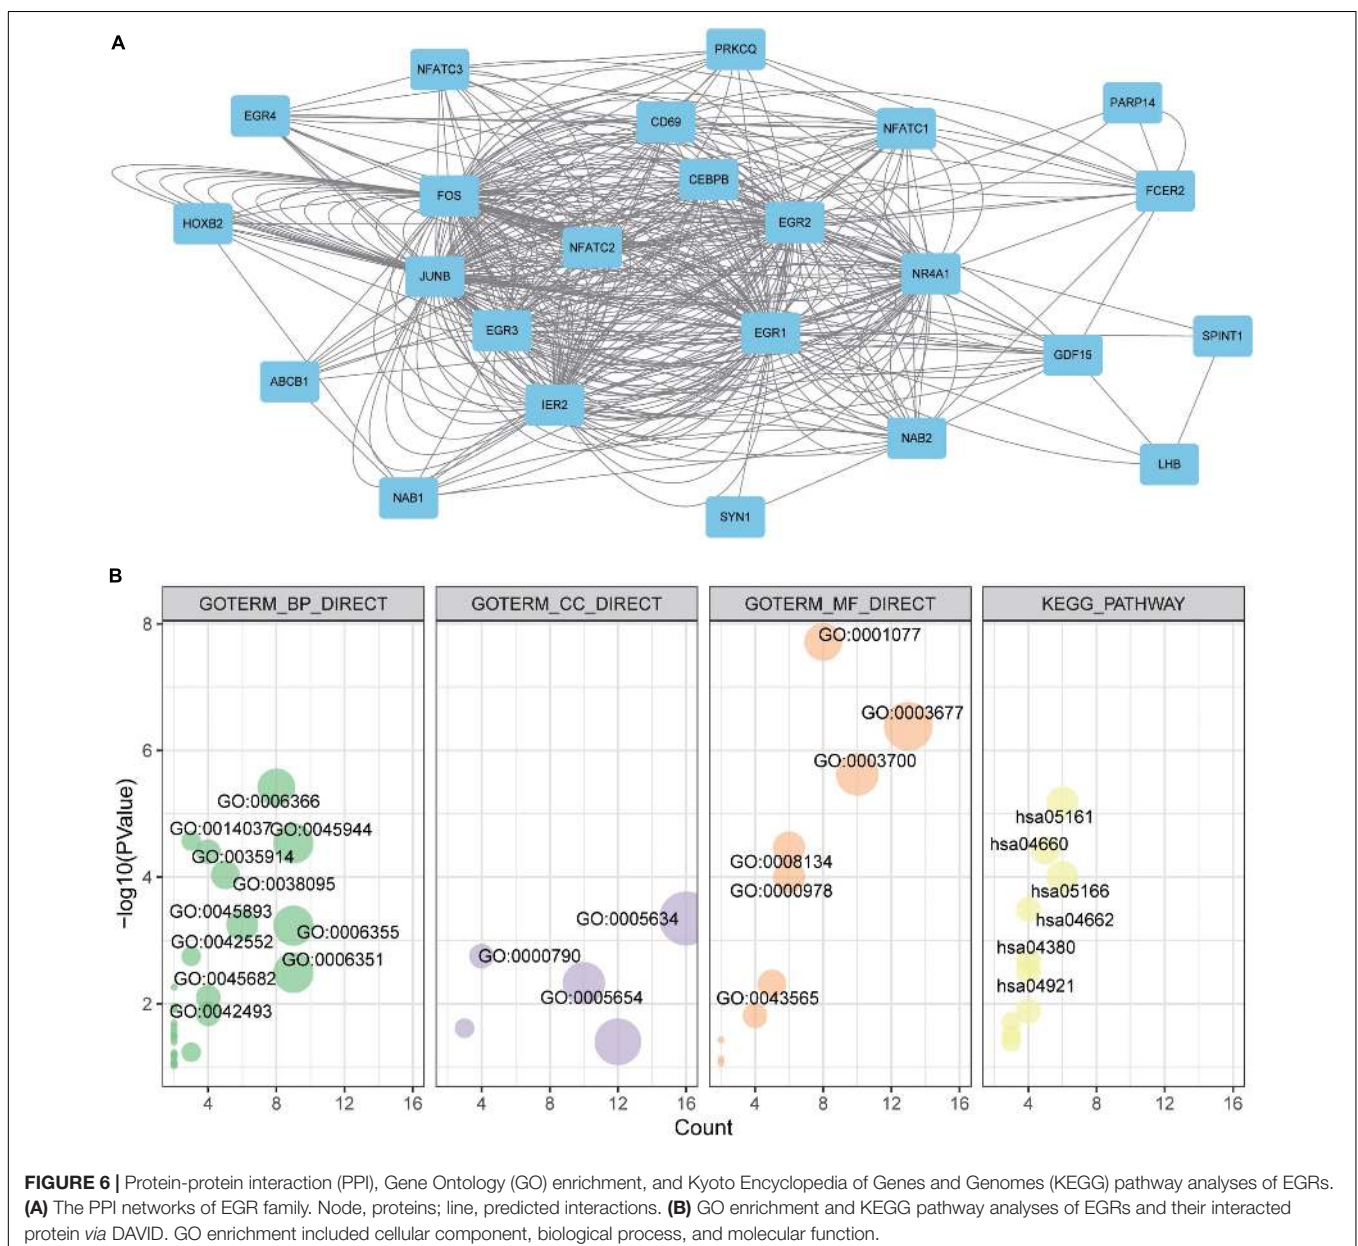 A
PRKCQ
NFATC3
PARP14
EGR4
CD69
NFATC1
CEBPB
FCER2
FOS
HOXB2
EGR2
NFATC2
JUNB
NR4A1
EGR3
EGR1
SPINT1
GDF15
ABCB1
IER2
NAB2
LHB
NAB1
SYN1
B
GOTERM_BP_DIRECT GOTERM_CC_DIRECT GOTERM_MF_DIRECT KEGG_PATHWAY
8
6
4
2
−log10(PValue)
GO:0006366
GO:0014037
GO:0045944
GO:0035914
GO:0038095
GO:0045893
GO:0006355
GO:0042552
GO:0006351
GO:0045682
GO:0042493
GO:0005634
GO:0000790
GO:0005654
GO:0001077
GO:0003677
GO:0003700
GO:0008134
GO:0000978
GO:0043565
hsa05161
hsa04660
hsa05166
hsa04662
hsa04380
hsa04921
4 8 12 16 4 8 12 16 4 8 12 16 4 8 12 16
Count
FIGURE 6 | Protein-protein interaction (PPI), Gene Ontology (GO) enrichment, and Kyoto Encyclopedia of Genes and Genomes (KEGG) pathway analyses of EGRs.
(A) The PPI networks of EGR family. Node, proteins; line, predicted interactions. (B) GO enrichment and KEGG pathway analyses of EGRs and their interacted
protein via DAVID. GO enrichment included cellular component, biological process, and molecular function.